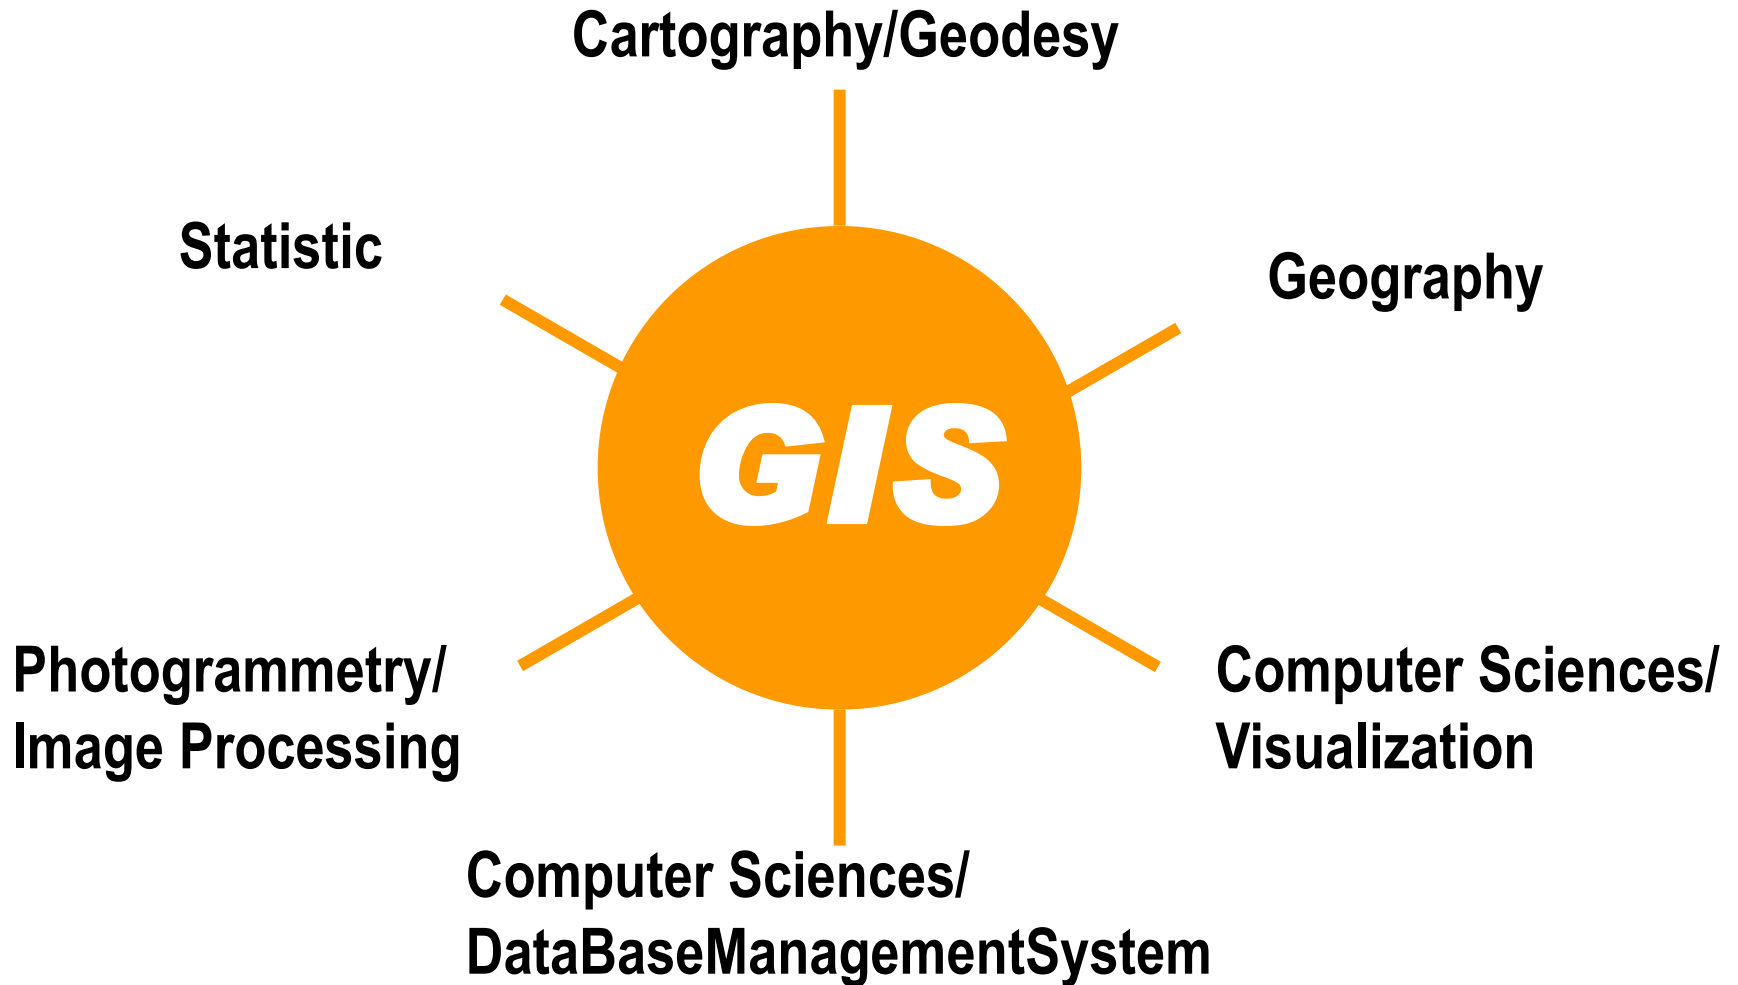 Cartography/Geodesy
Statistic
Geography
GIS
Photogrammetry/
Image Processing
Computer Sciences/
Visualization
Computer Sciences/
DataBaseManagementSystem